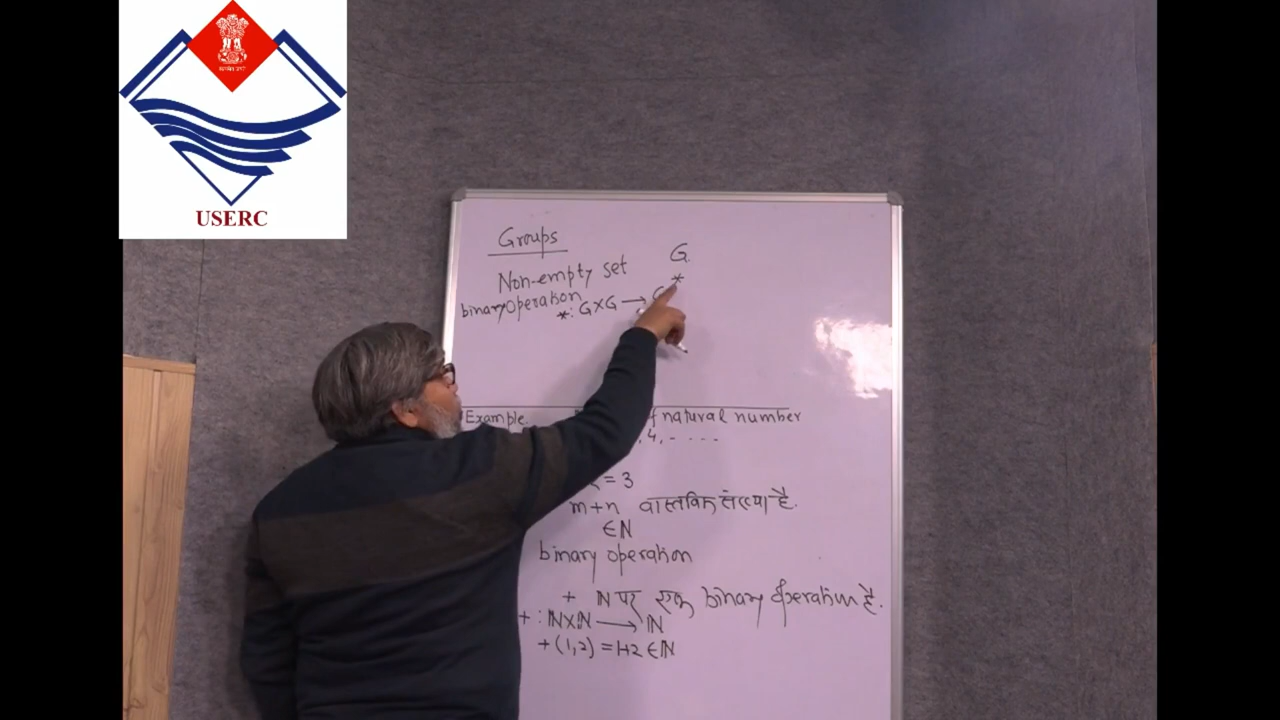 USERC
Groups
G.
Non-empty set
*
binary operation
*: G×G → G
Example.
f natural number
, 4, - - - - -
= 3
m+n वास्तविक संख्या है.
∈ℕ
binary operation
+ ℕ पर एक binary operation है.
+ : ℕ×ℕ → ℕ
+ (1,2) = 1+2 ∈ℕ